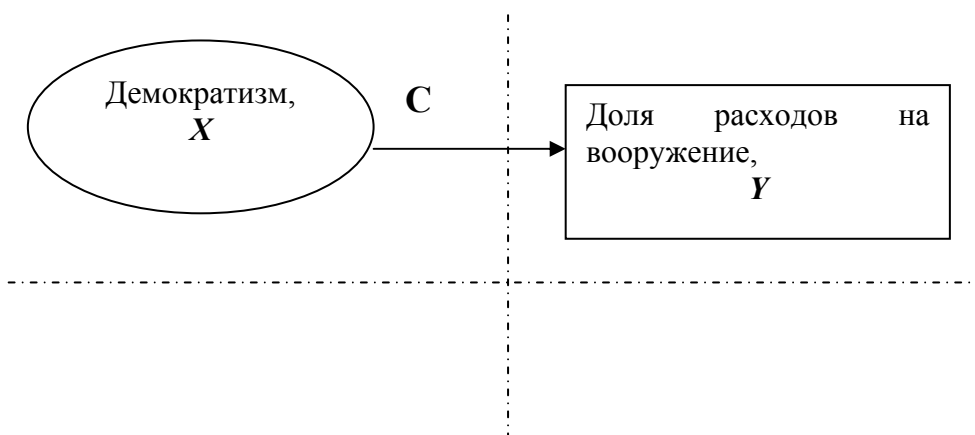 Демократизм,
X
C
Доля расходов на
вооружение,
Y